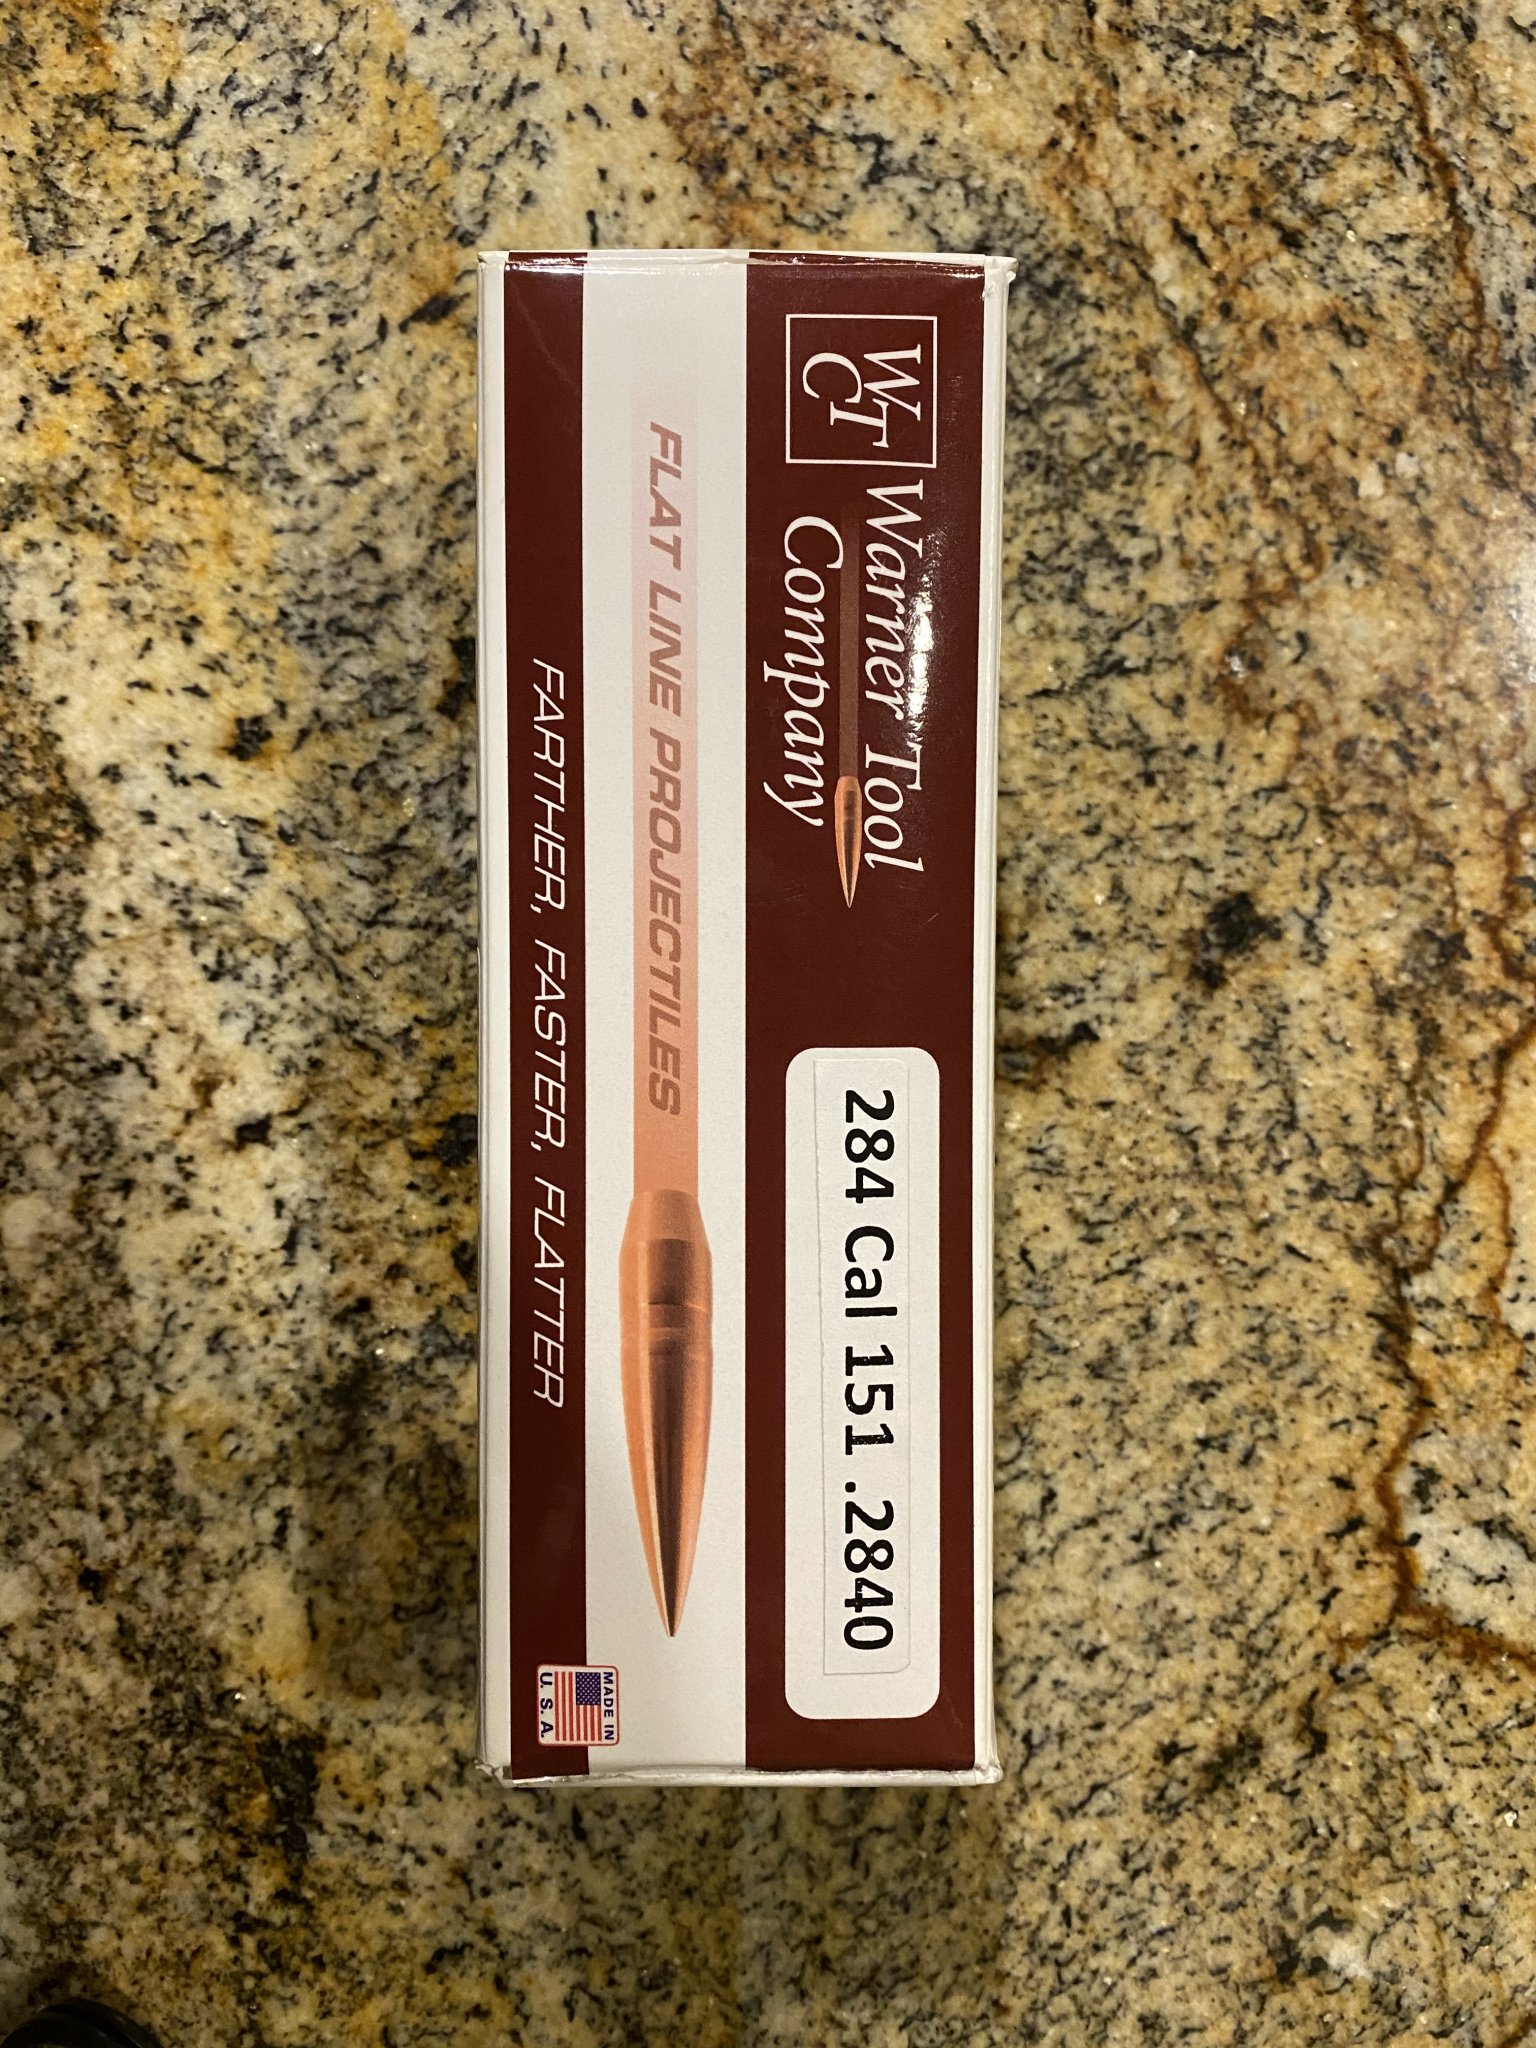 WT
CT
Warner Tool
Company
284 Cal 151 .2840
FLAT LINE PROJECTILES
FARTHER, FASTER, FLATTER
MADE IN
U. S. A.